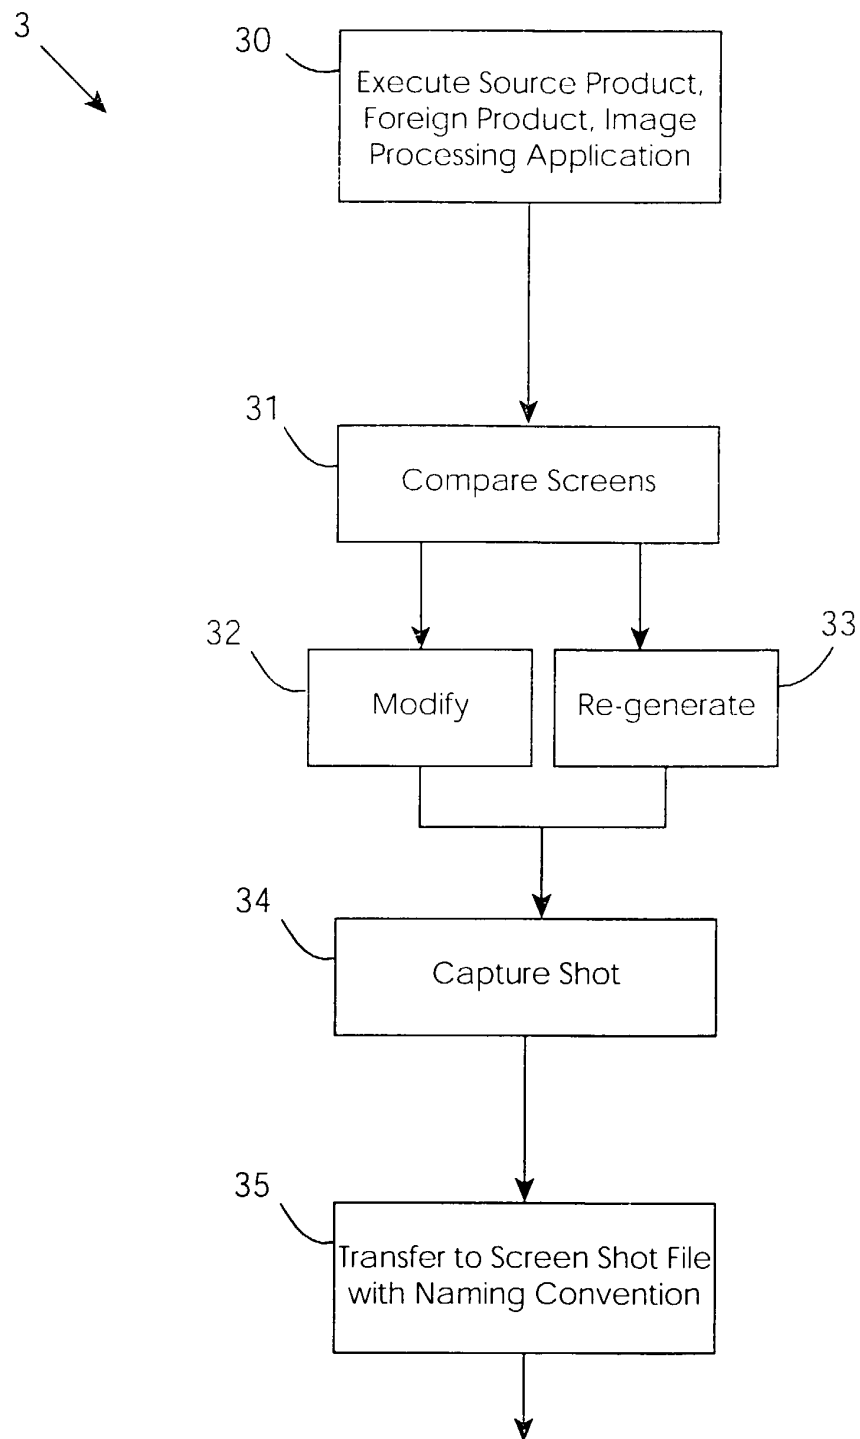 3
30
Execute Source Product,
Foreign Product, Image
Processing Application
31
Compare Screens
32
Modify
33
Re-generate
34
Capture Shot
35
Transfer to Screen Shot File
with Naming Convention